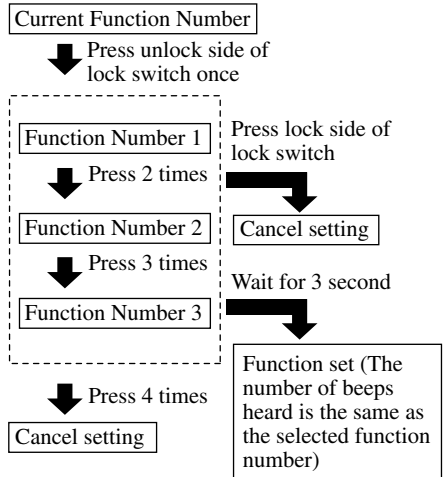 Current Function Number
Press unlock side of
lock switch once
Function Number 1
Press 2 times
Function Number 2
Press 3 times
Function Number 3
Press lock side of
lock switch
Cancel setting
Wait for 3 second
Function set (The
number of beeps
heard is the same as
the selected function
number)
Press 4 times
Cancel setting